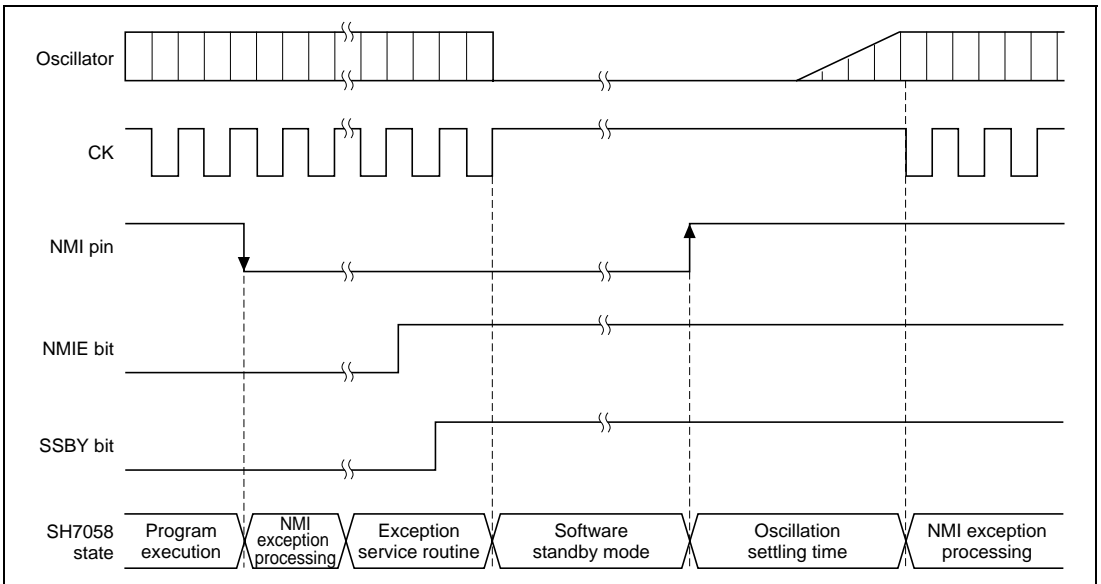 Oscillator
CK
NMI pin
NMIE bit
SSBY bit
SH7058
state
Program
execution
NMI
exception
processing
Exception
service routine
Software
standby mode
Oscillation
settling time
NMI exception
processing